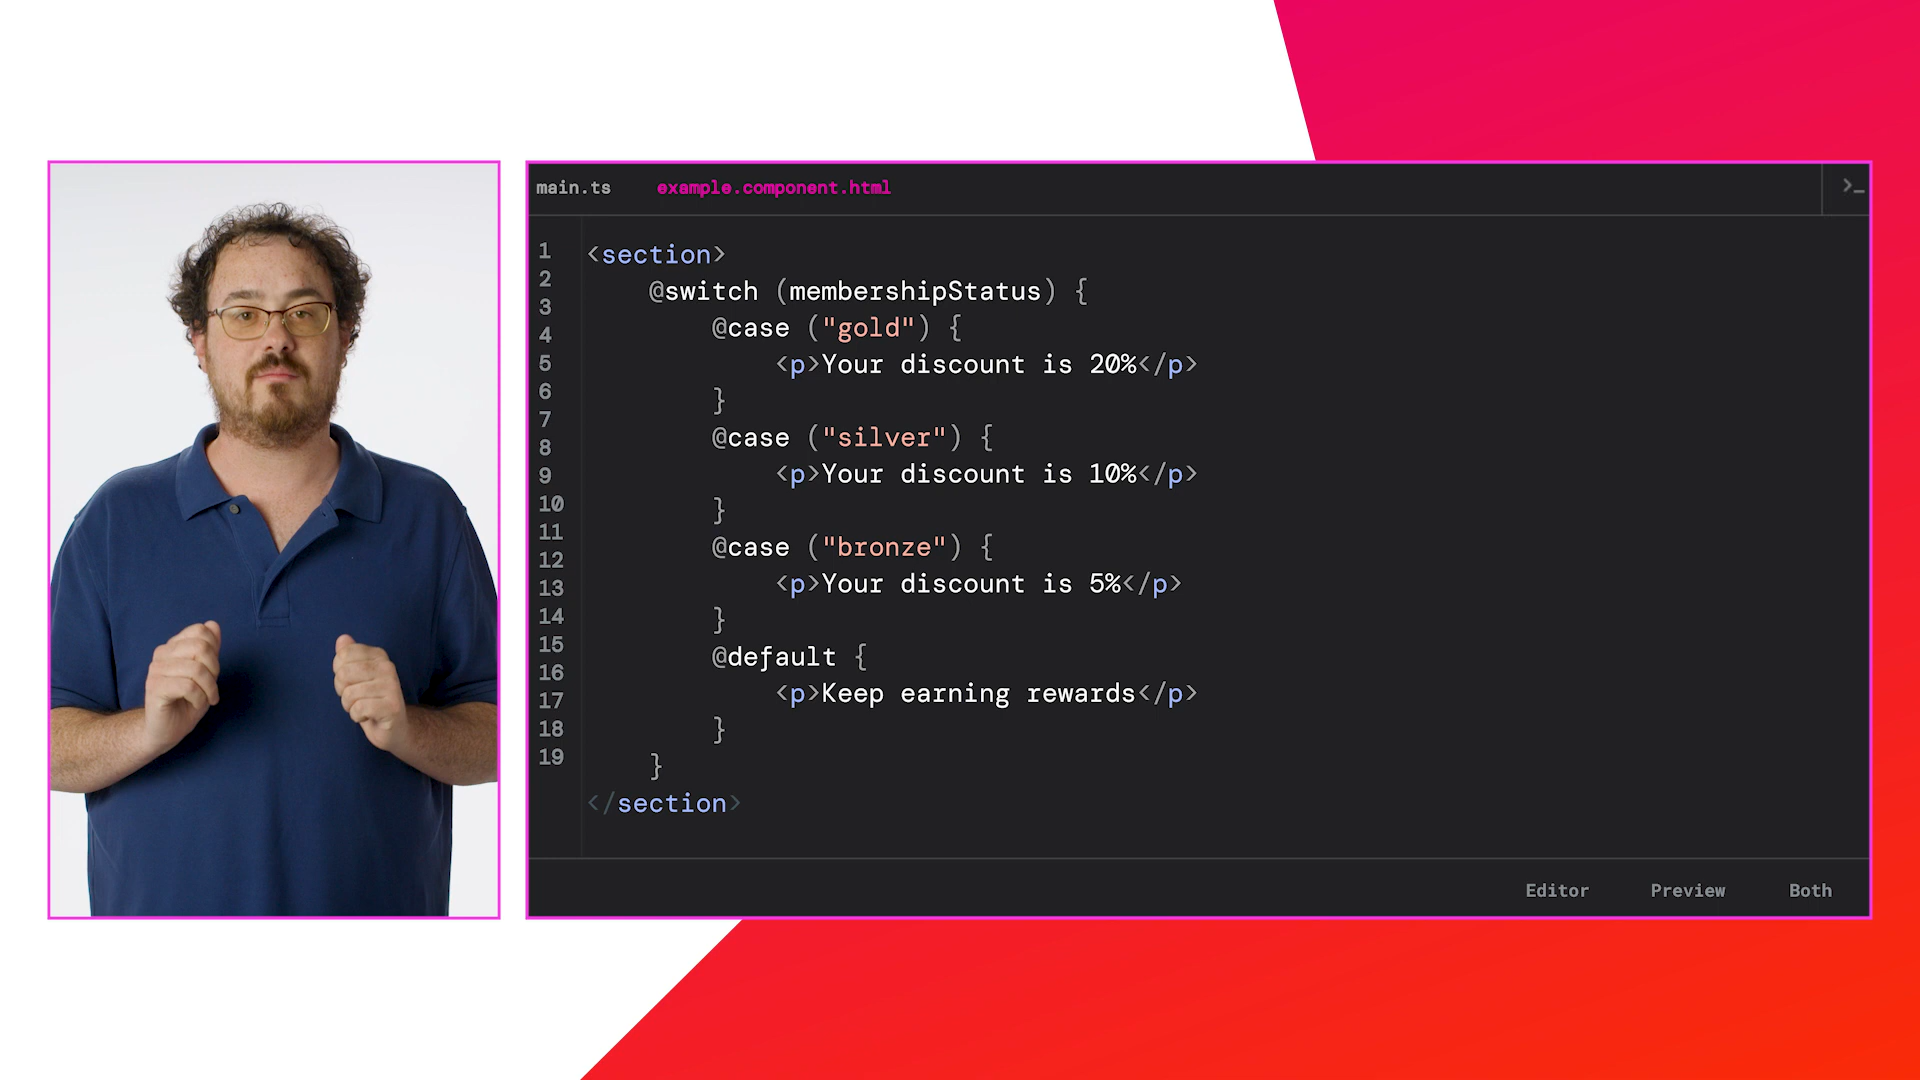 main.ts example.component.html >_
1 <section>
2 @switch (membershipStatus) {
3 @case ("gold") {
4 <p>Your discount is 20%</p>
5 }
6 @case ("silver") {
7 <p>Your discount is 10%</p>
8 }
9 @case ("bronze") {
10 <p>Your discount is 5%</p>
11 }
12 @default {
13 <p>Keep earning rewards</p>
14 }
15 }
16 </section>
17
18
19
Editor Preview Both